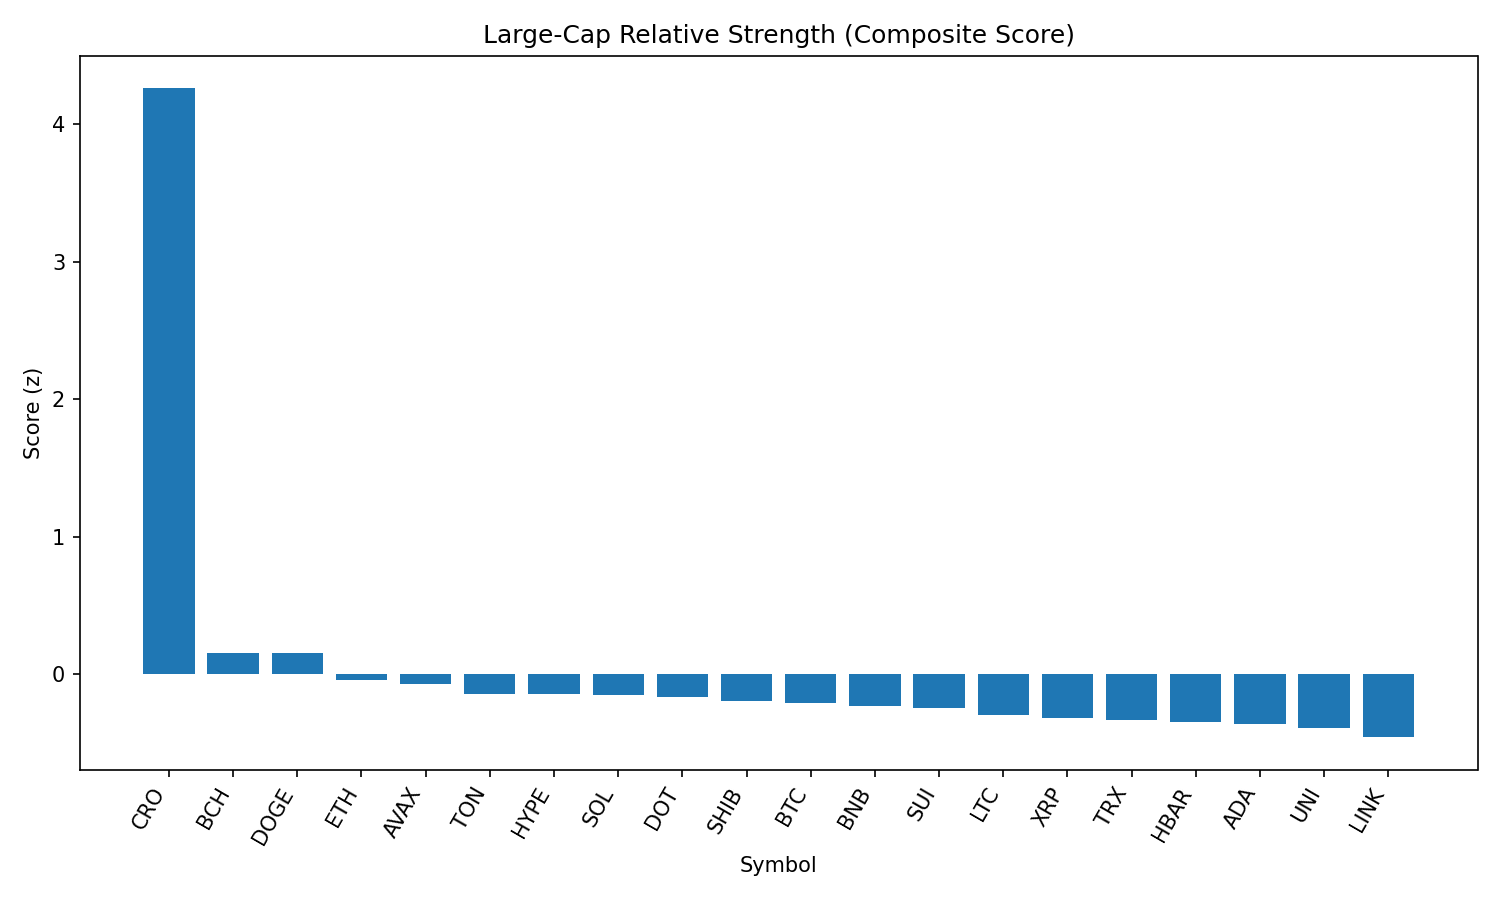 Large-Cap Relative Strength (Composite Score)
Score (z)
4
3
2
1
0
CRO
BCH
DOGE
ETH
AVAX
TON
HYPE
SOL
DOT
SHIB
BTC
BNB
SUI
LTC
XRP
TRX
HBAR
ADA
UNI
LINK
Symbol